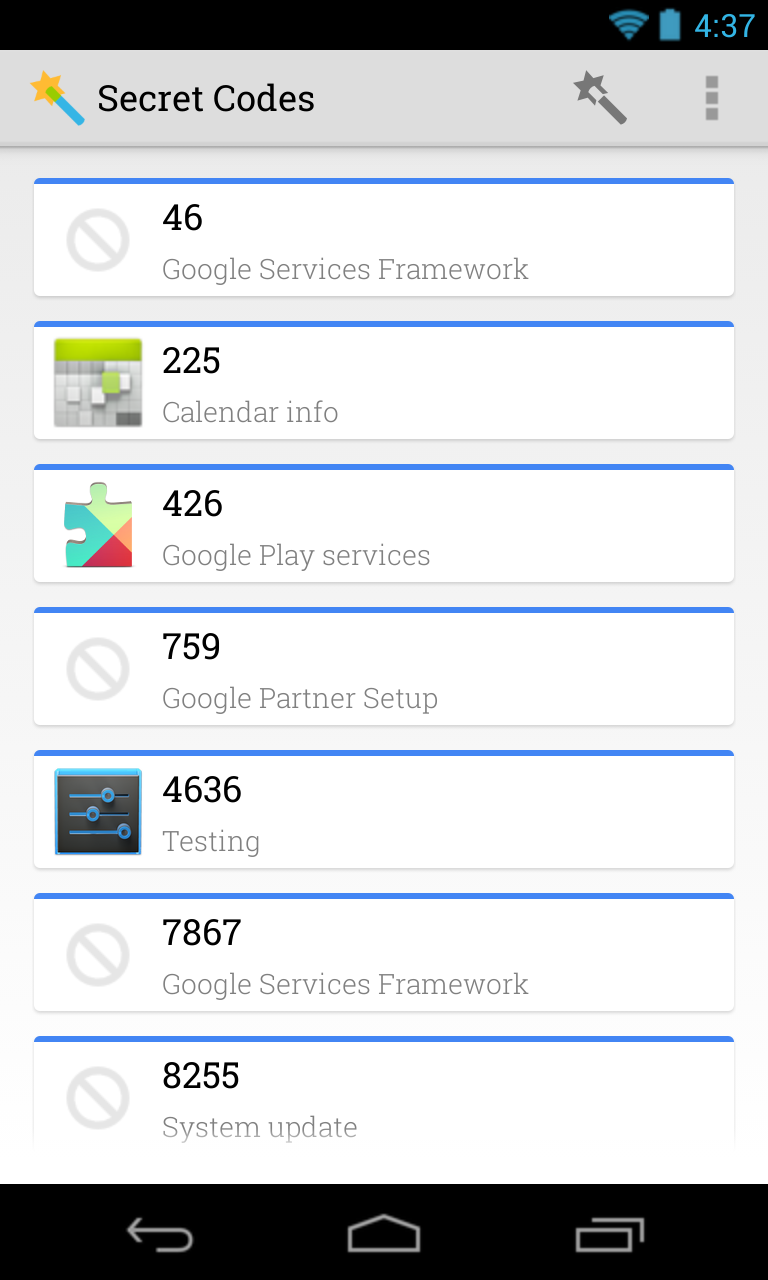 4:37
Secret Codes
46
Google Services Framework
225
Calendar info
426
Google Play services
759
Google Partner Setup
4636
Testing
7867
Google Services Framework
8255
System update